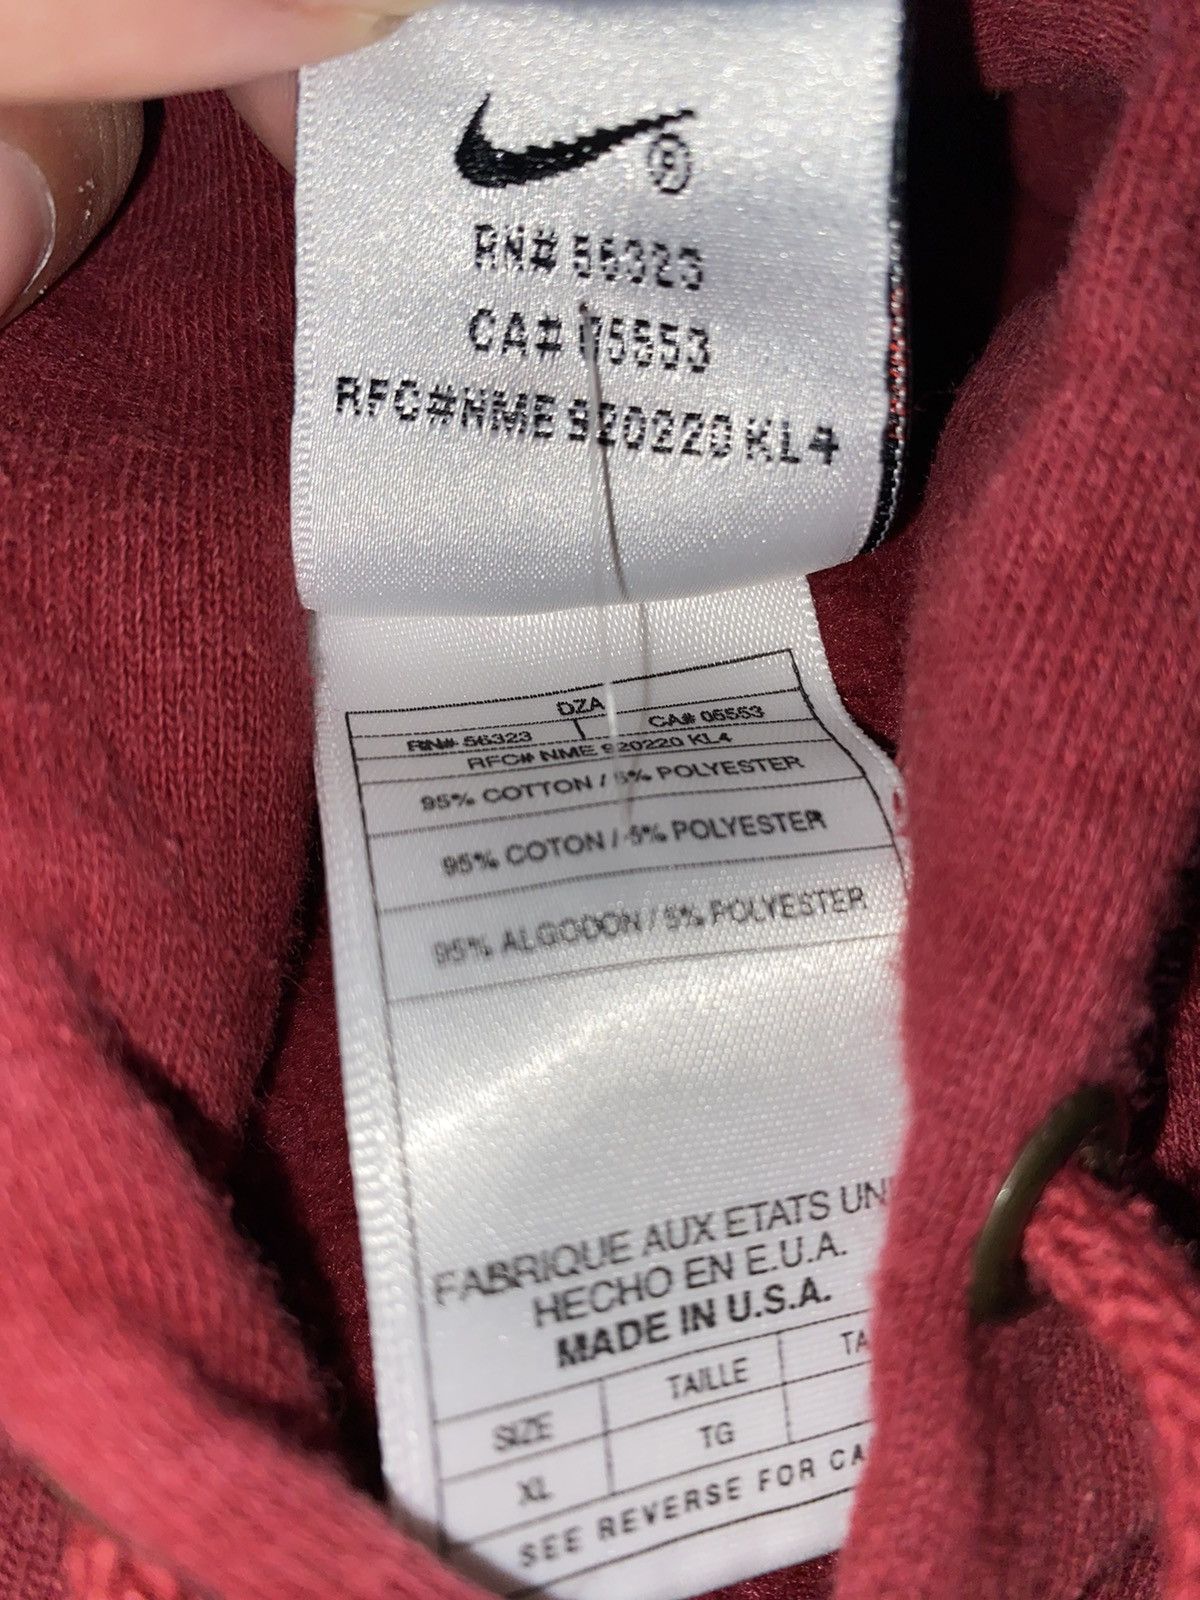 ®
RN# 56323
CA# 05553
RFC#NME 920220 KL4
DZA
RN# 56323 CA# 05553
RFC# NME 920220 KL4
95% COTTON / 5% POLYESTER
95% COTON / 5% POLYESTER
95% ALGODON / 5% POLYESTER
FABRIQUE AUX ETATS UN
HECHO EN E.U.A.
MADE IN U.S.A.
SIZE TAILLE TA
XL TG
SEE REVERSE FOR CA